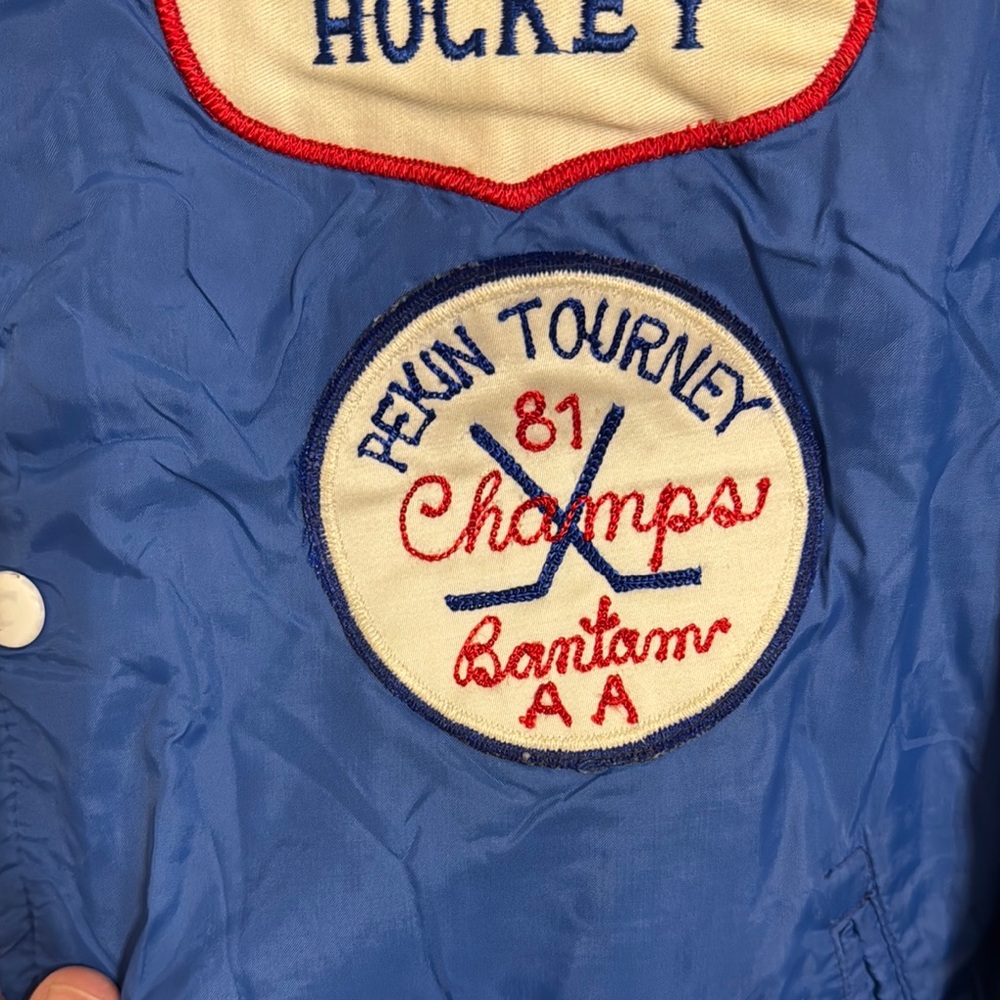 HOCKEY
PEKIN TOURNEY
81
Champs
Bantam
AA